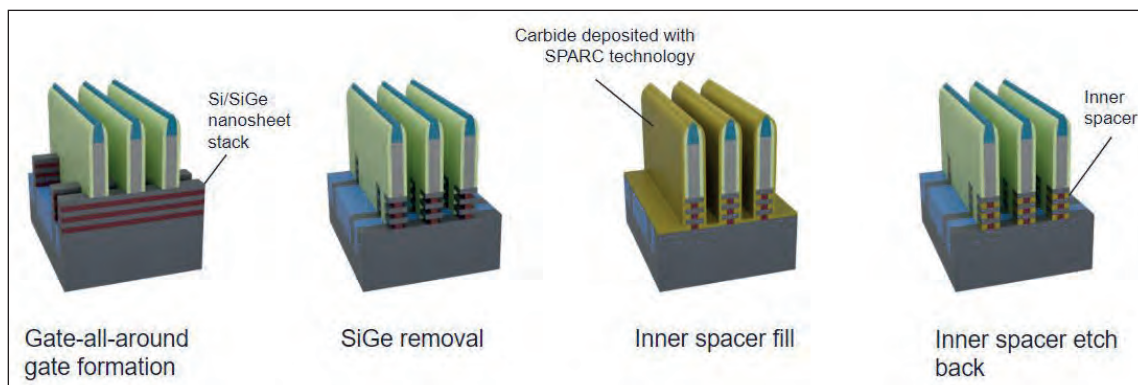 Carbide deposited with
SPARC technology
Si/SiGe
nanosheet
stack
Inner
spacer
Gate-all-around
gate formation
SiGe removal
Inner spacer fill
Inner spacer etch
back